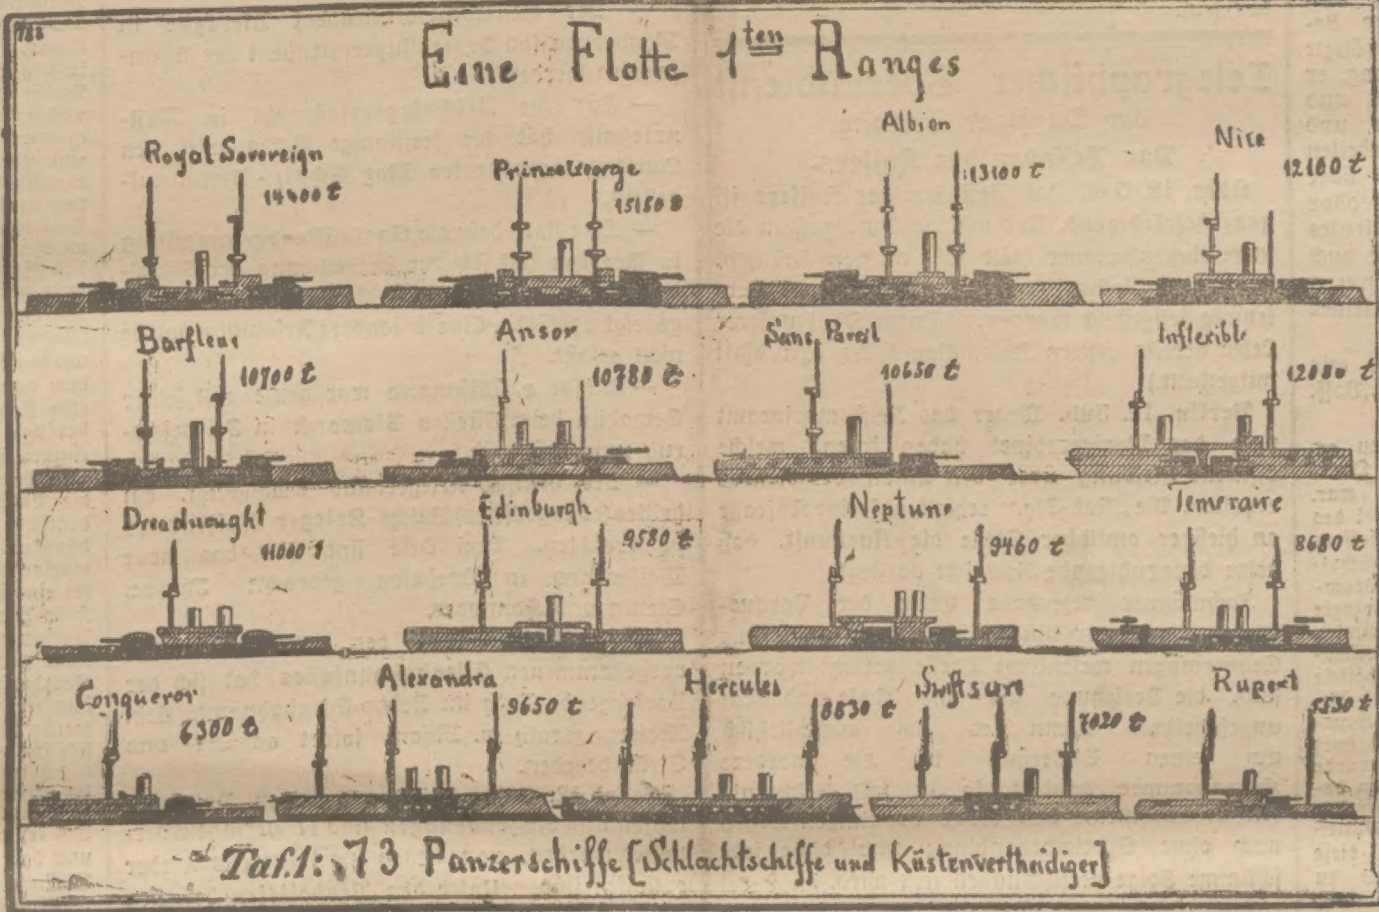 Eine Flotte 1ten Ranges
Royal Sovereign
14400 t
Prince George
15150 t
Albion
13100 t
Nile
12100 t
Barfleur
10700 t
Anson
10780 t
Sans Pareil
10650 t
Inflexible
12080 t
Dreadnought
11000 t
Edinburgh
9580 t
Neptune
9460 t
Temeraire
8680 t
Conqueror
6300 t
Alexandra
9650 t
Hercules
8830 t
Swiftsure
7020 t
Rupert
5530 t
Taf.1: 73 Panzerschiffe [Schlachtschiffe und Küstenvertheidiger]